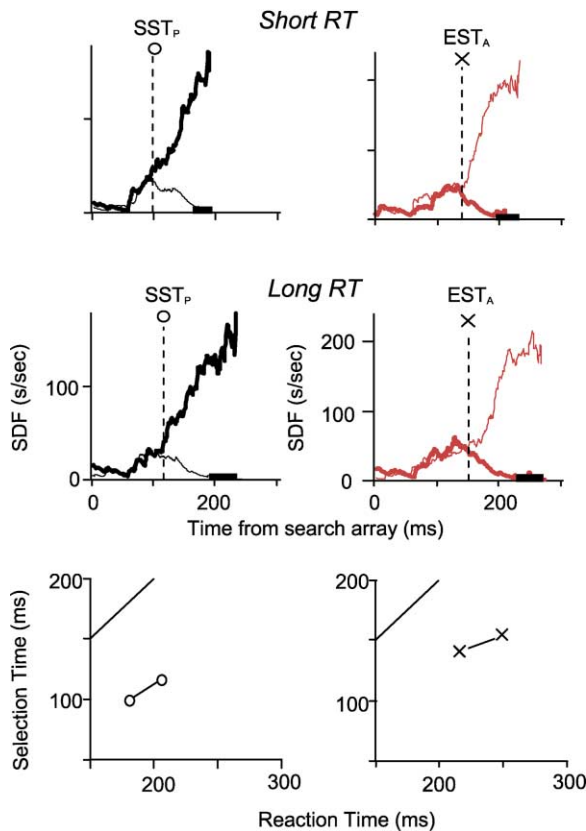 Short RT
SST_P
EST_A
Long RT
SST_P
EST_A
SDF (s/sec)
100
0
SDF (s/sec)
200
100
0
0
200
0
200
Time from search array (ms)
Selection Time (ms)
200
100
200
300
200
100
200
300
Reaction Time (ms)